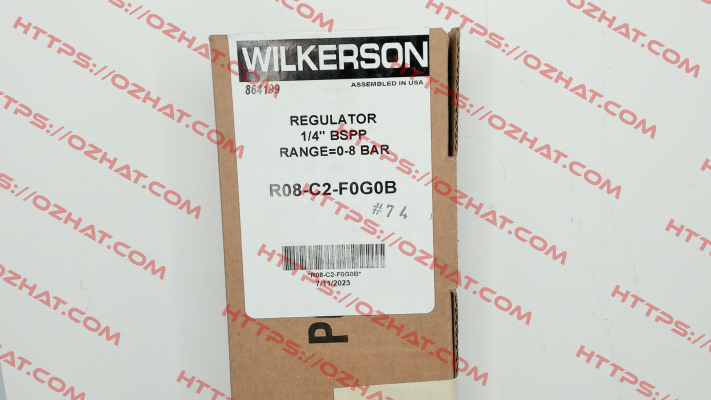 WILKERSON
864199
ASSEMBLED IN USA
REGULATOR
1/4" BSPP
RANGE=0-8 BAR
R08-C2-F0G0B
#74
*R08-C2-F0G0B*
7/11/2023
P
HTTPS://OZHAT.COM